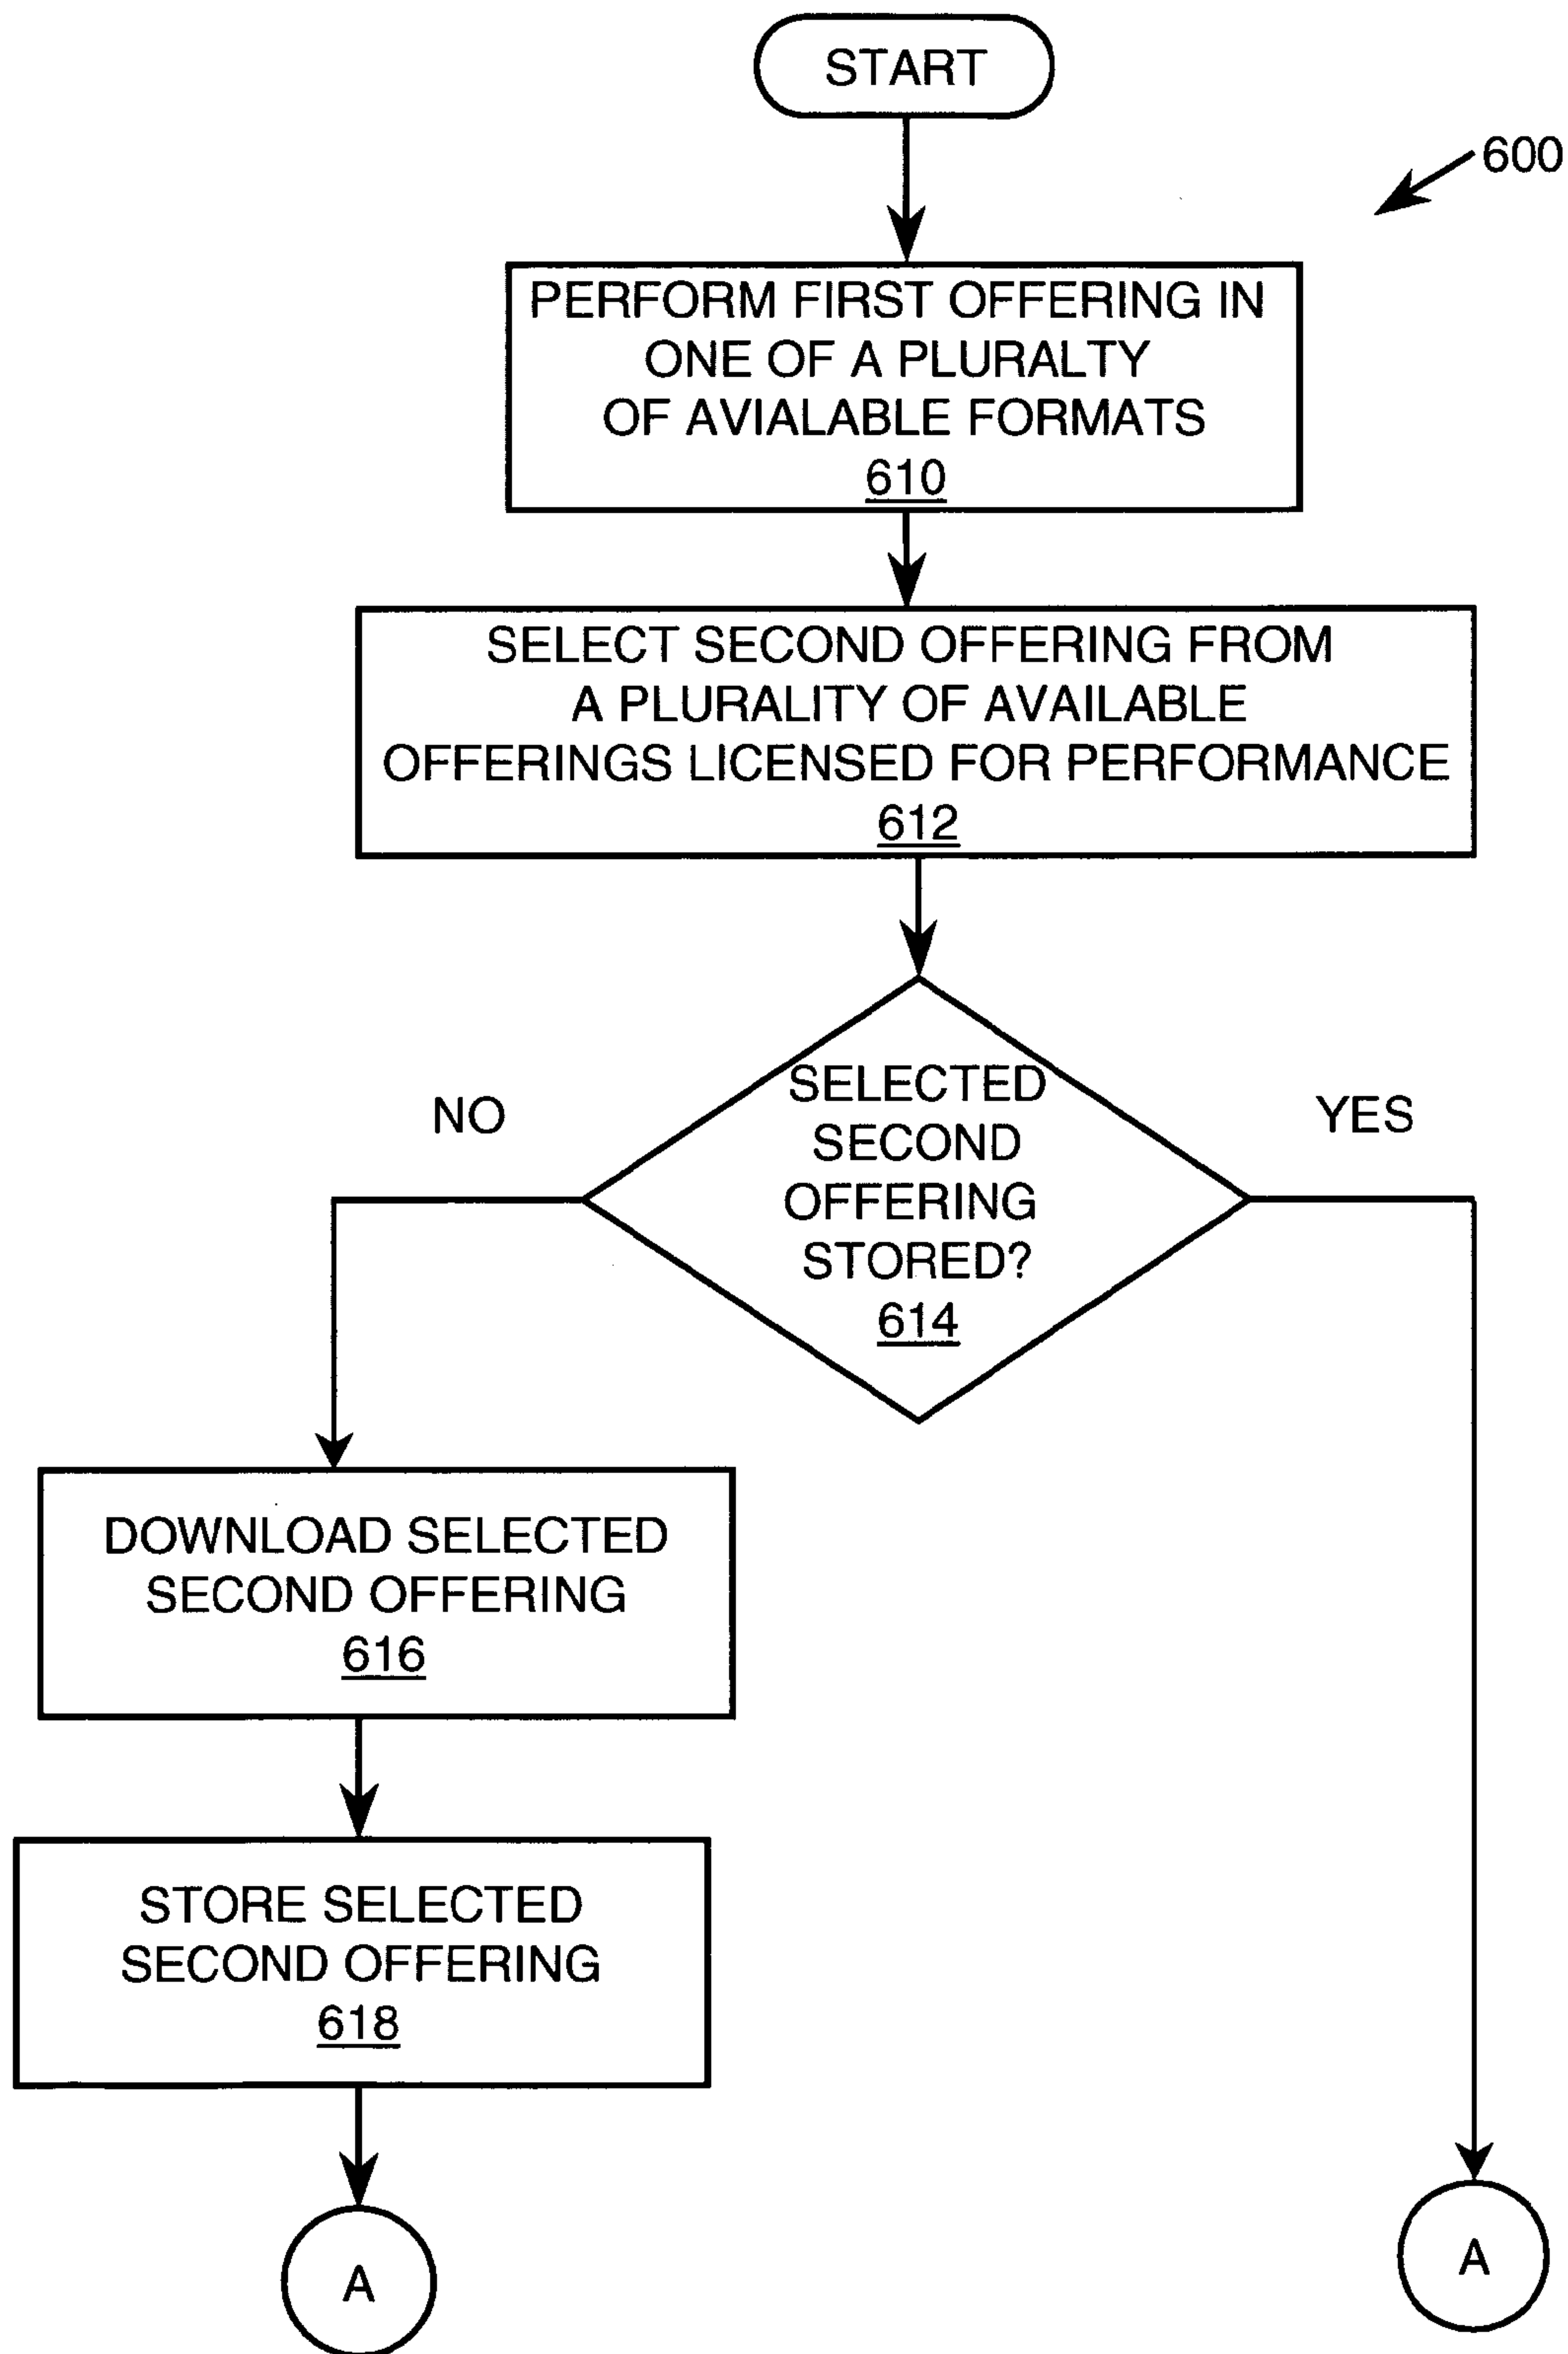 START
600
PERFORM FIRST OFFERING IN
ONE OF A PLURALTY
OF AVIALABLE FORMATS
610
SELECT SECOND OFFERING FROM
A PLURALITY OF AVAILABLE
OFFERINGS LICENSED FOR PERFORMANCE
612
NO
YES
SELECTED
SECOND
OFFERING
STORED?
614
DOWNLOAD SELECTED
SECOND OFFERING
616
STORE SELECTED
SECOND OFFERING
618
A
A